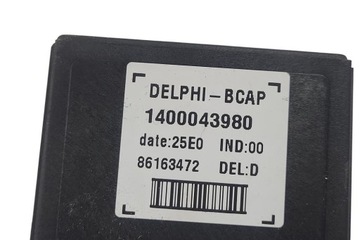 DELPHI-BCAP
1400043980
date:25E0 IND:00
86163472 DEL:D